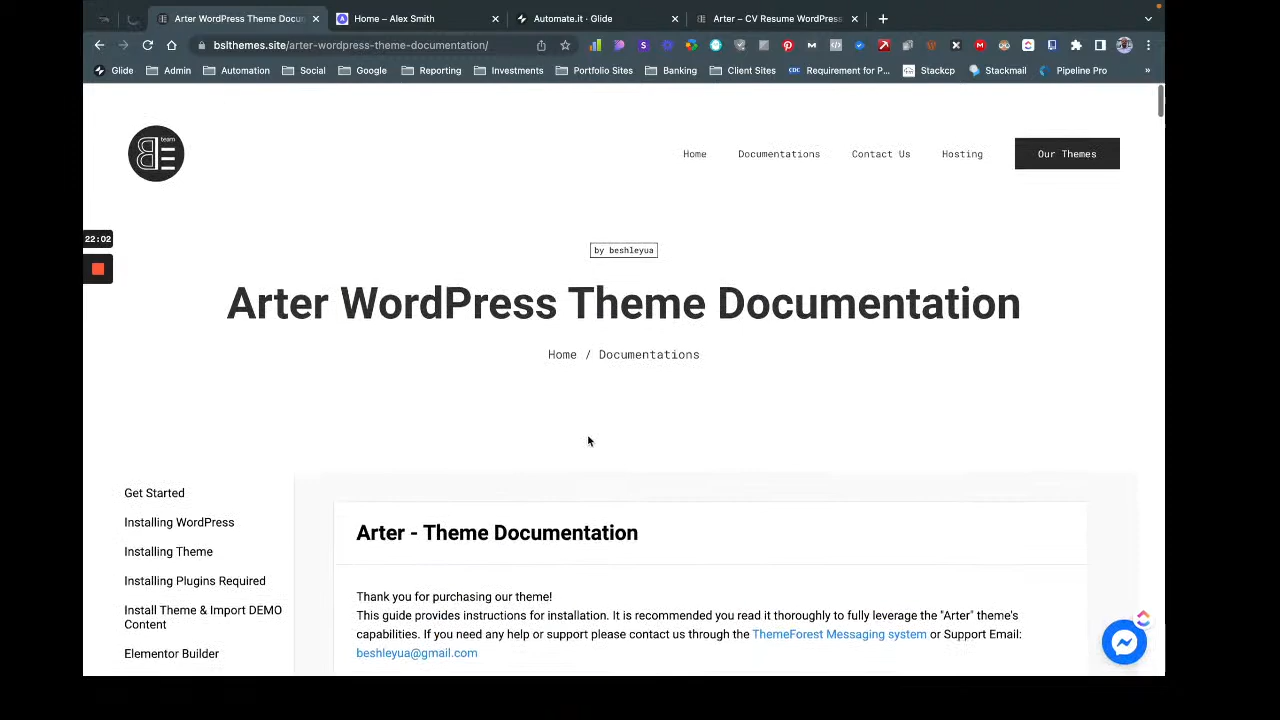 Arter WordPress Theme Docun
Home – Alex Smith
Automate.it · Glide
Arter – CV Resume WordPress
bslthemes.site/arter-wordpress-theme-documentation/
Glide
Admin
Automation
Social
Google
Reporting
Investments
Portfolio Sites
Banking
Client Sites
CDC
Requirement for P...
Stackcp
Stackmail
Pipeline Pro
»
team
Home
Documentations
Contact Us
Hosting
Our Themes
22:02
by beshleyua
Arter WordPress Theme Documentation
Home / Documentations
Get Started
Installing WordPress
Installing Theme
Installing Plugins Required
Install Theme & Import DEMO
Content
Elementor Builder
Arter - Theme Documentation
Thank you for purchasing our theme!
This guide provides instructions for installation. It is recommended you read it thoroughly to fully leverage the "Arter" theme's
capabilities. If you need any help or support please contact us through the ThemeForest Messaging system or Support Email:
beshleyua@gmail.com